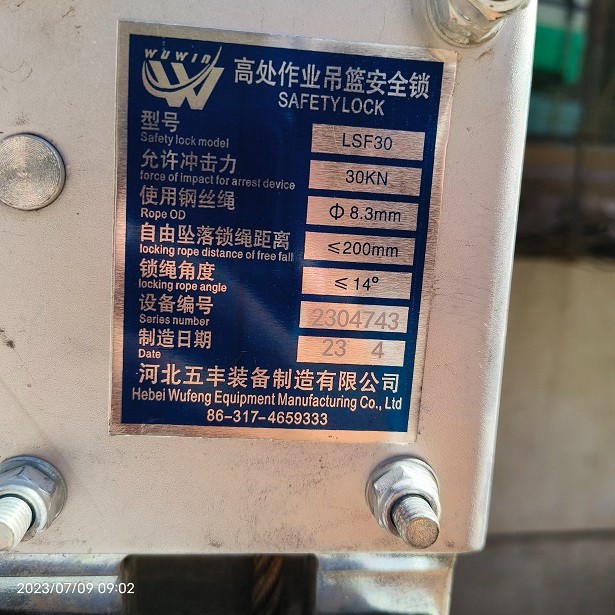 WUWIN
高处作业吊篮安全锁
SAFETYLOCK
型号
Safety lock model
LSF30
允许冲击力
force of impact for arrest device
30KN
使用钢丝绳
Rope OD
Φ 8.3mm
自由坠落锁绳距离
locking rope distance of free fall
≤200mm
锁绳角度
locking rope angle
≤14°
设备编号
Series number
2304743
制造日期
Date
23 4
河北五丰装备制造有限公司
Hebei Wufeng Equipment Manufacturing Co., Ltd
86-317-4659333
2023/07/09 09:02